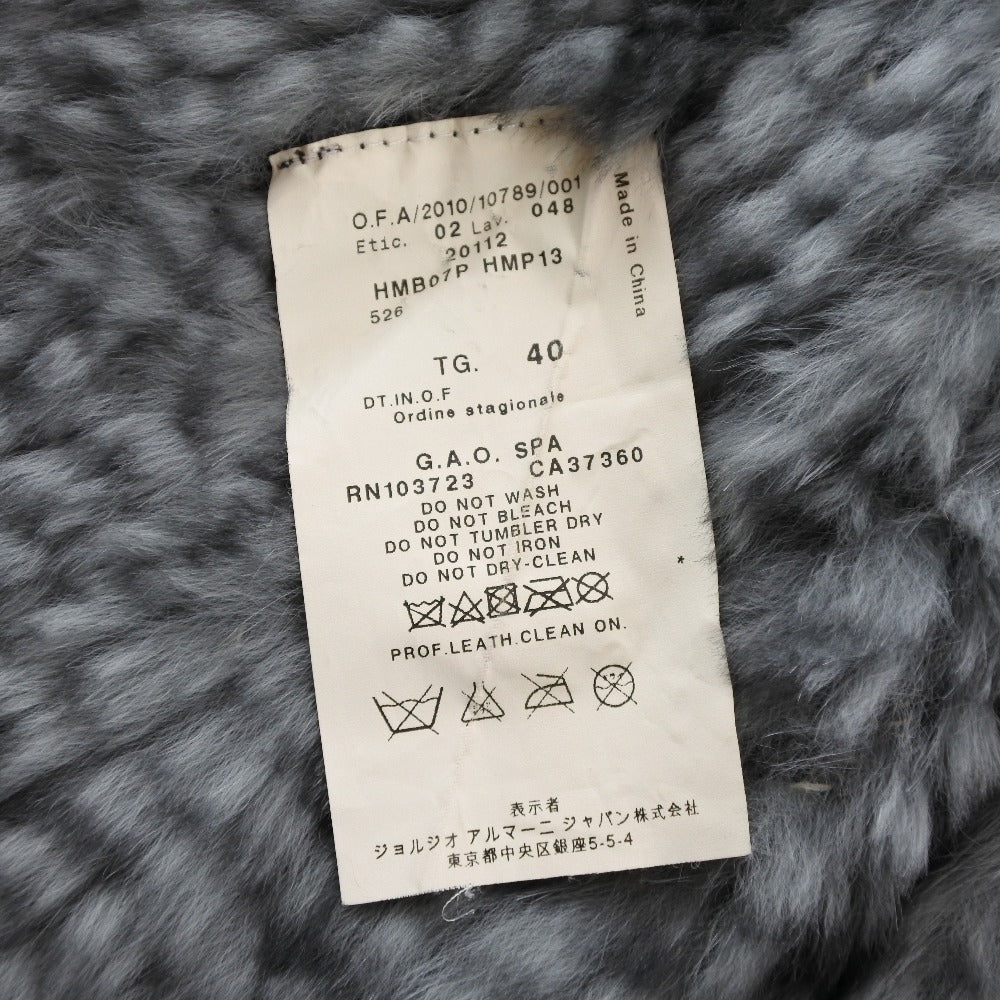 O.F.A/2010/10789/001
Etic. 02 Lav. 048
20112
HMB07P HMP13
526
TG. 40
DT.IN.O.F
Ordine stagionale
G.A.O. SPA
RN103723 CA37360
DO NOT WASH
DO NOT BLEACH
DO NOT TUMBLER DRY
DO NOT IRON
DO NOT DRY-CLEAN
*
PROF.LEATH.CLEAN ON.
表示者
ジョルジオ アルマーニ ジャパン株式会社
東京都中央区銀座5-5-4
Made in China